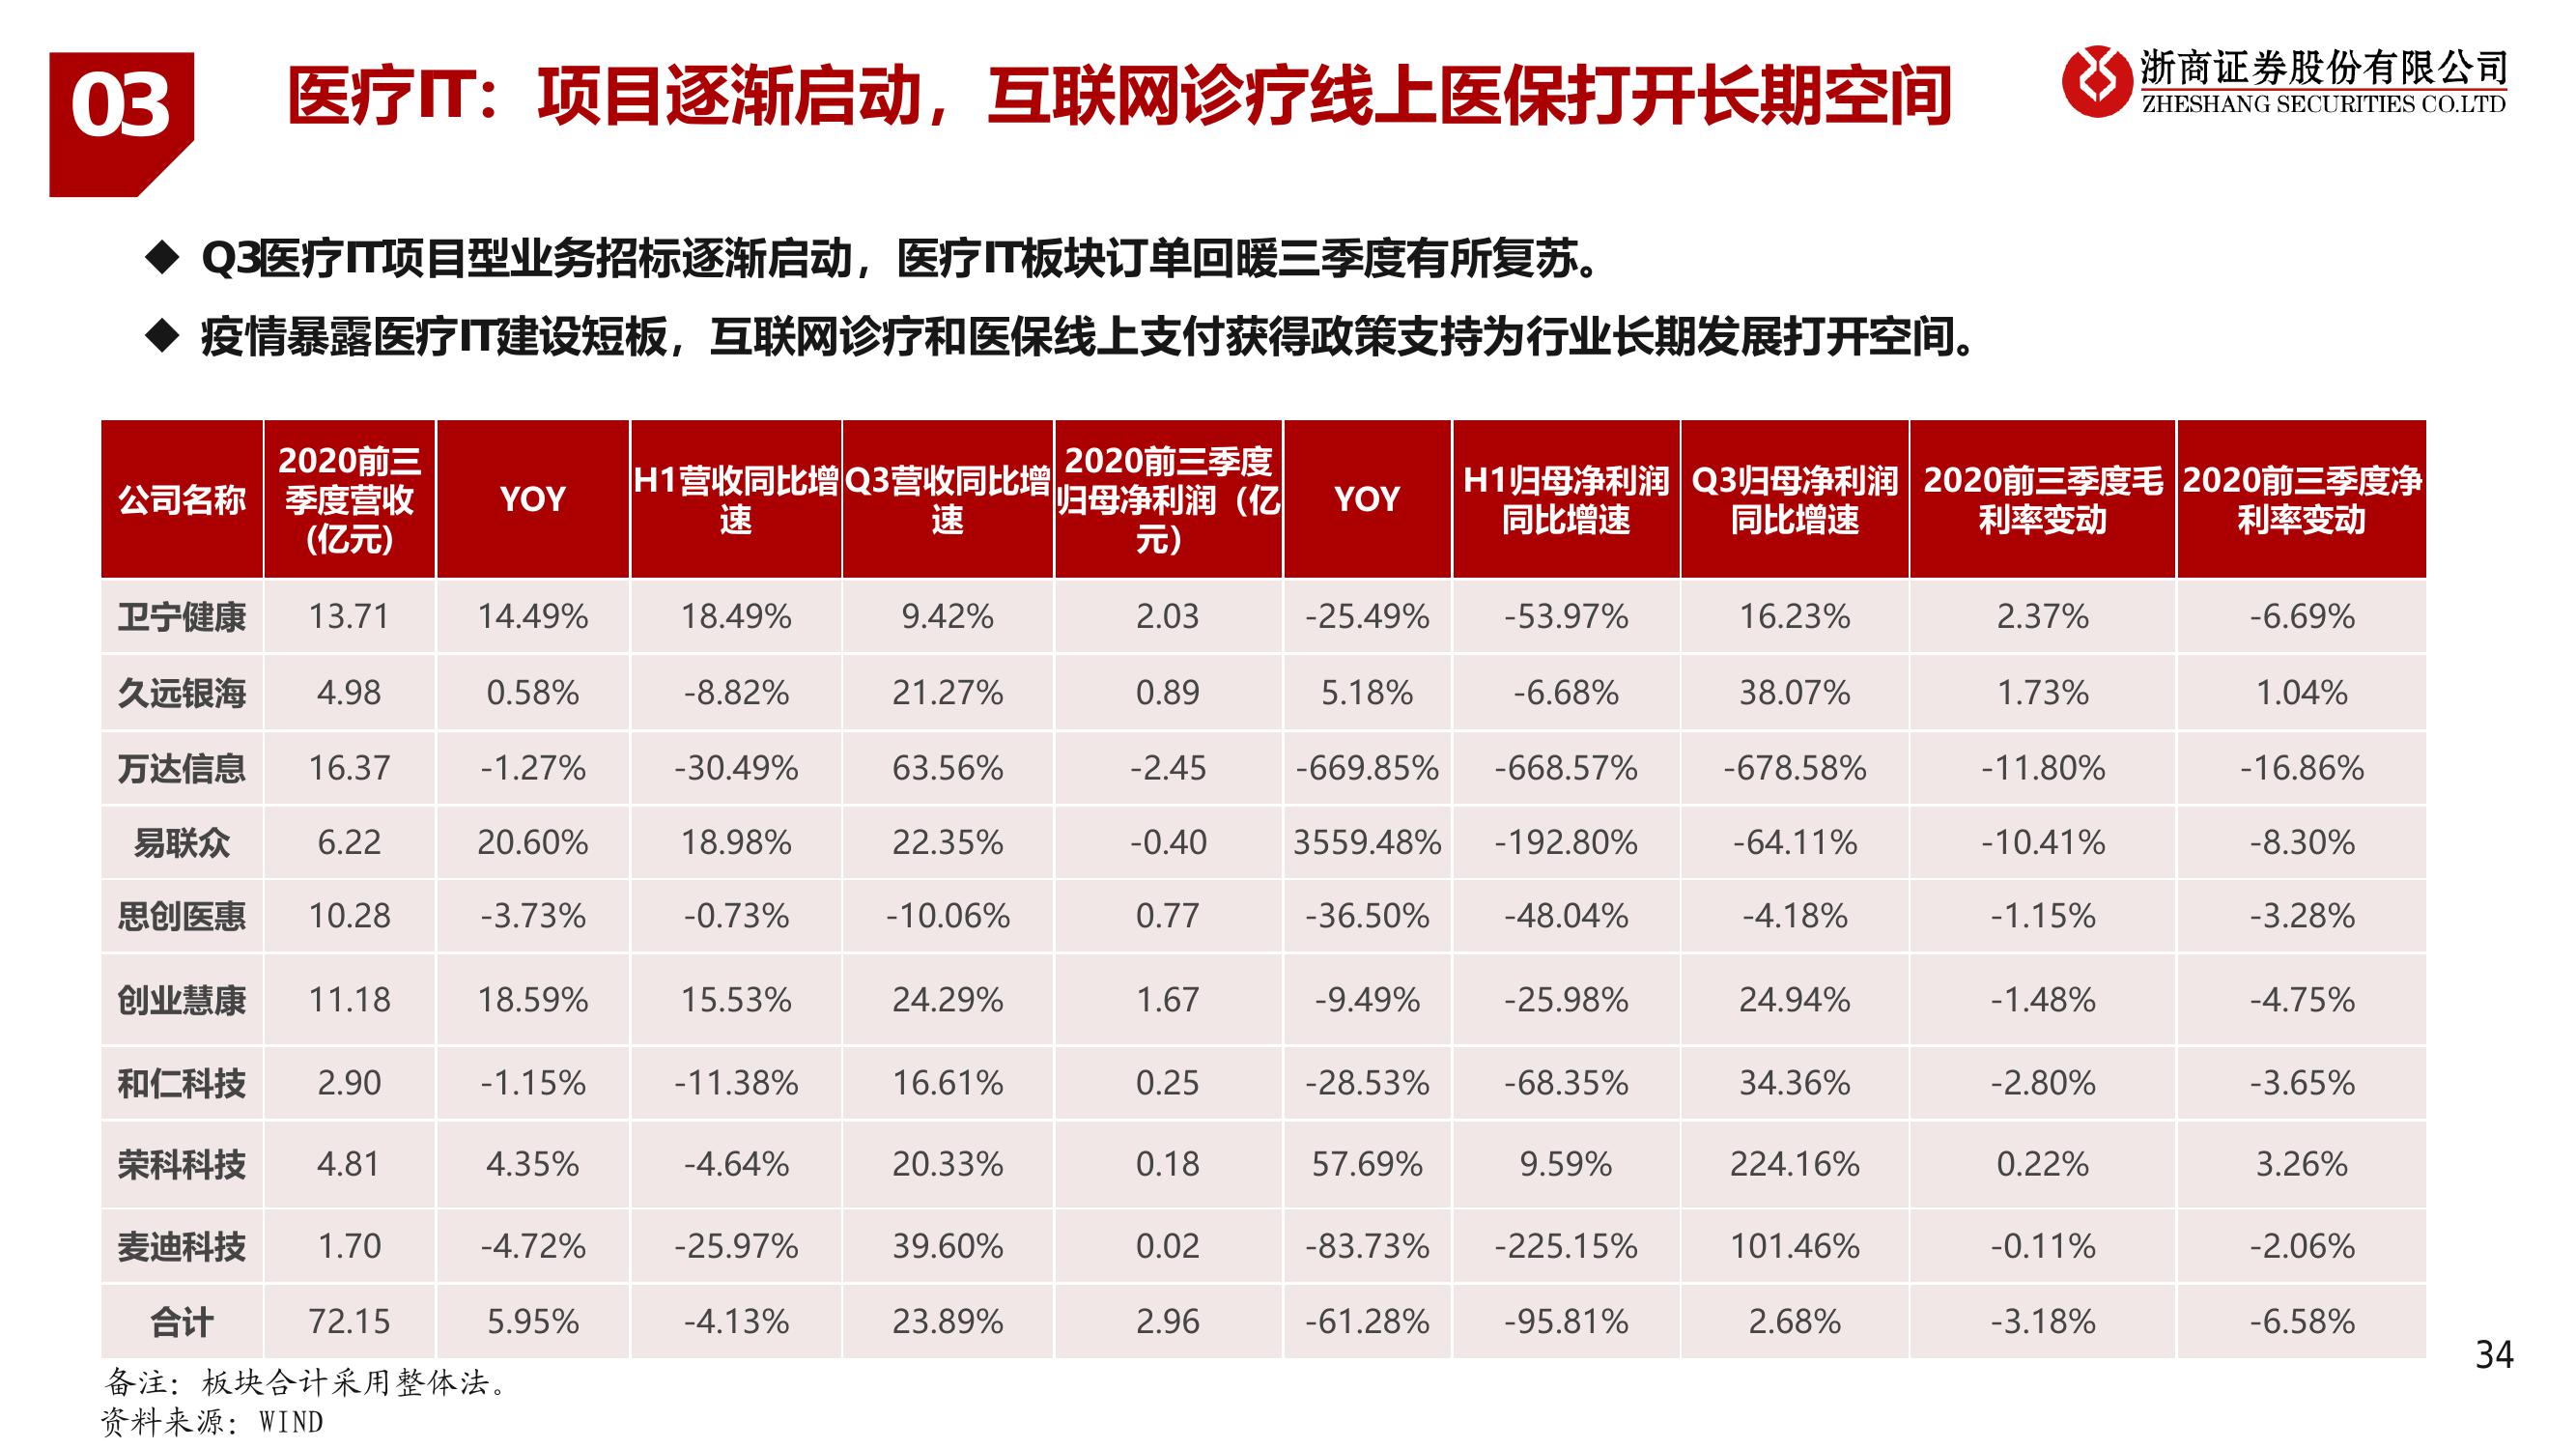 03
医疗IT：项目逐渐启动，互联网诊疗线上医保打开长期空间
浙商证券股份有限公司
ZHESHANG SECURITIES CO.LTD
◆ Q3医疗IT项目型业务招标逐渐启动，医疗IT板块订单回暖三季度有所复苏。
◆ 疫情暴露医疗IT建设短板，互联网诊疗和医保线上支付获得政策支持为行业长期发展打开空间。
公司名称 2020前三季度营收(亿元) YOY H1营收同比增速 Q3营收同比增速 2020前三季度归母净利润（亿元） YOY H1归母净利润同比增速 Q3归母净利润同比增速 2020前三季度毛利率变动 2020前三季度净利率变动
卫宁健康 13.71 14.49% 18.49% 9.42% 2.03 -25.49% -53.97% 16.23% 2.37% -6.69%
久远银海 4.98 0.58% -8.82% 21.27% 0.89 5.18% -6.68% 38.07% 1.73% 1.04%
万达信息 16.37 -1.27% -30.49% 63.56% -2.45 -669.85% -668.57% -678.58% -11.80% -16.86%
易联众 6.22 20.60% 18.98% 22.35% -0.40 3559.48% -192.80% -64.11% -10.41% -8.30%
思创医惠 10.28 -3.73% -0.73% -10.06% 0.77 -36.50% -48.04% -4.18% -1.15% -3.28%
创业慧康 11.18 18.59% 15.53% 24.29% 1.67 -9.49% -25.98% 24.94% -1.48% -4.75%
和仁科技 2.90 -1.15% -11.38% 16.61% 0.25 -28.53% -68.35% 34.36% -2.80% -3.65%
荣科科技 4.81 4.35% -4.64% 20.33% 0.18 57.69% 9.59% 224.16% 0.22% 3.26%
麦迪科技 1.70 -4.72% -25.97% 39.60% 0.02 -83.73% -225.15% 101.46% -0.11% -2.06%
合计 72.15 5.95% -4.13% 23.89% 2.96 -61.28% -95.81% 2.68% -3.18% -6.58%
备注：板块合计采用整体法。
资料来源：WIND
34